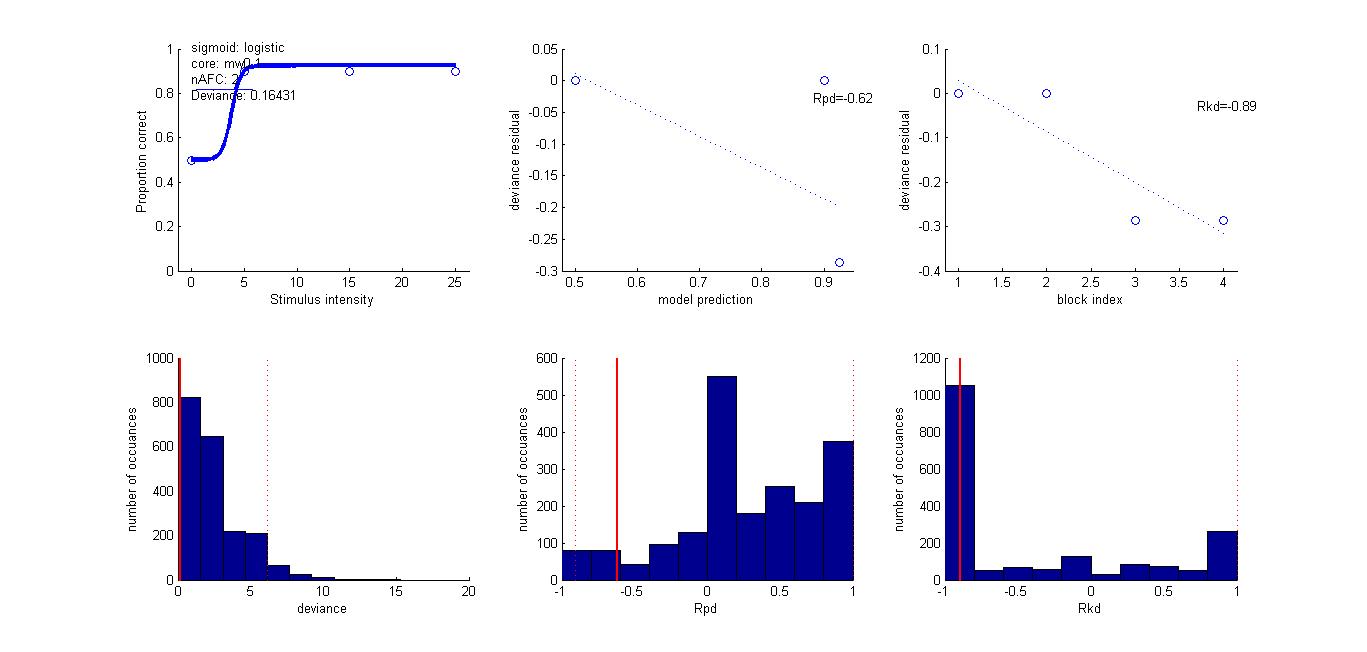 sigmoid: logistic
core: mw0.1
nAFC: 2
Deviance: 0.16431
1
0.8
0.6
0.4
0.2
0
Proportion correct
0 5 10 15 20 25
Stimulus intensity
0.05
0
-0.05
-0.1
-0.15
-0.2
-0.25
-0.3
deviance residual
Rpd=-0.62
0.5 0.6 0.7 0.8 0.9
model prediction
0.1
0
-0.1
-0.2
-0.3
-0.4
deviance residual
Rkd=-0.89
1 1.5 2 2.5 3 3.5 4
block index
1000
800
600
400
200
0
number of occuances
0 5 10 15 20
deviance
600
500
400
300
200
100
0
number of occuances
-1 -0.5 0 0.5 1
Rpd
1200
1000
800
600
400
200
0
number of occuances
-1 -0.5 0 0.5 1
Rkd